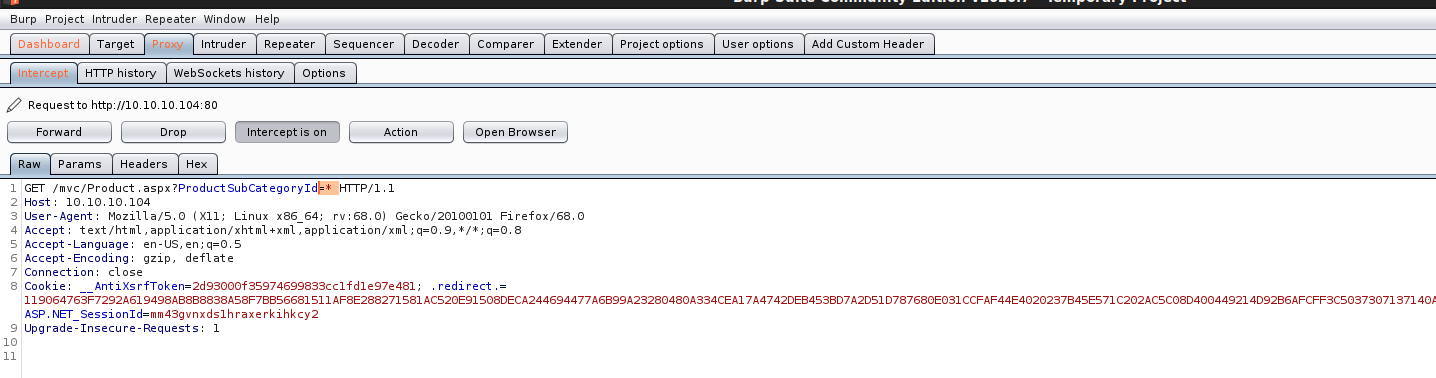 Burp Suite Community Edition v2020.7 - Temporary Project
Burp Project Intruder Repeater Window Help
Dashboard Target Proxy Intruder Repeater Sequencer Decoder Comparer Extender Project options User options Add Custom Header
Intercept HTTP history WebSockets history Options
Request to http://10.10.10.104:80
Forward Drop Intercept is on Action Open Browser
Raw Params Headers Hex
1 GET /mvc/Product.aspx?ProductSubCategoryId=* HTTP/1.1
2 Host: 10.10.10.104
3 User-Agent: Mozilla/5.0 (X11; Linux x86_64; rv:68.0) Gecko/20100101 Firefox/68.0
4 Accept: text/html,application/xhtml+xml,application/xml;q=0.9,*/*;q=0.8
5 Accept-Language: en-US,en;q=0.5
6 Accept-Encoding: gzip, deflate
7 Connection: close
8 Cookie: __AntiXsrfToken=2d93000f35974699833cc1fd1e97e481; .redirect.=
119064763F7292A619498AB8B8838A58F7BB56681511AF8E288271581AC520E91508DECA244694477A6B99A23280480A334CEA17A4742DEB453BD7A2D51D787680E031CCFAF44E4020237B45E571C202AC5C08D400449214D92B6AFCFF3C5037307137140A
ASP.NET_SessionId=mm43gvnxds1hraxerkihkcy2
9 Upgrade-Insecure-Requests: 1
10
11